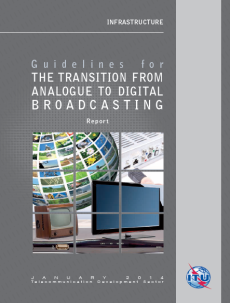 INFRASTRUCTURE
Guidelines for
THE TRANSITION FROM
ANALOGUE TO DIGITAL
BROADCASTING
Report
JANUARY 2014
Telecommunication Development Sector
ITU